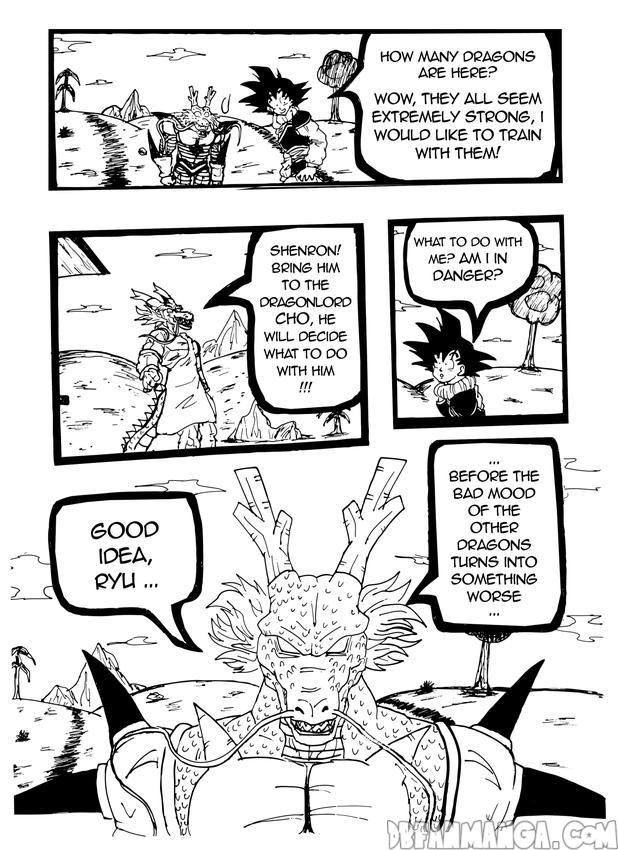 HOW MANY DRAGONS
ARE HERE?
WOW, THEY ALL SEEM
EXTREMELY STRONG, I
WOULD LIKE TO TRAIN
WITH THEM!
SHENRON!
BRING HIM
TO THE
DRAGONLORD
CHO, HE
WILL DECIDE
WHAT TO DO
WITH HIM
!!!
WHAT TO DO WITH
ME? AM I IN
DANGER?
GOOD
IDEA,
RYU ...
...
BEFORE THE
BAD MOOD
OF THE
OTHER
DRAGONS
TURNS INTO
SOMETHING
WORSE
...
DBFANMANGA.COM